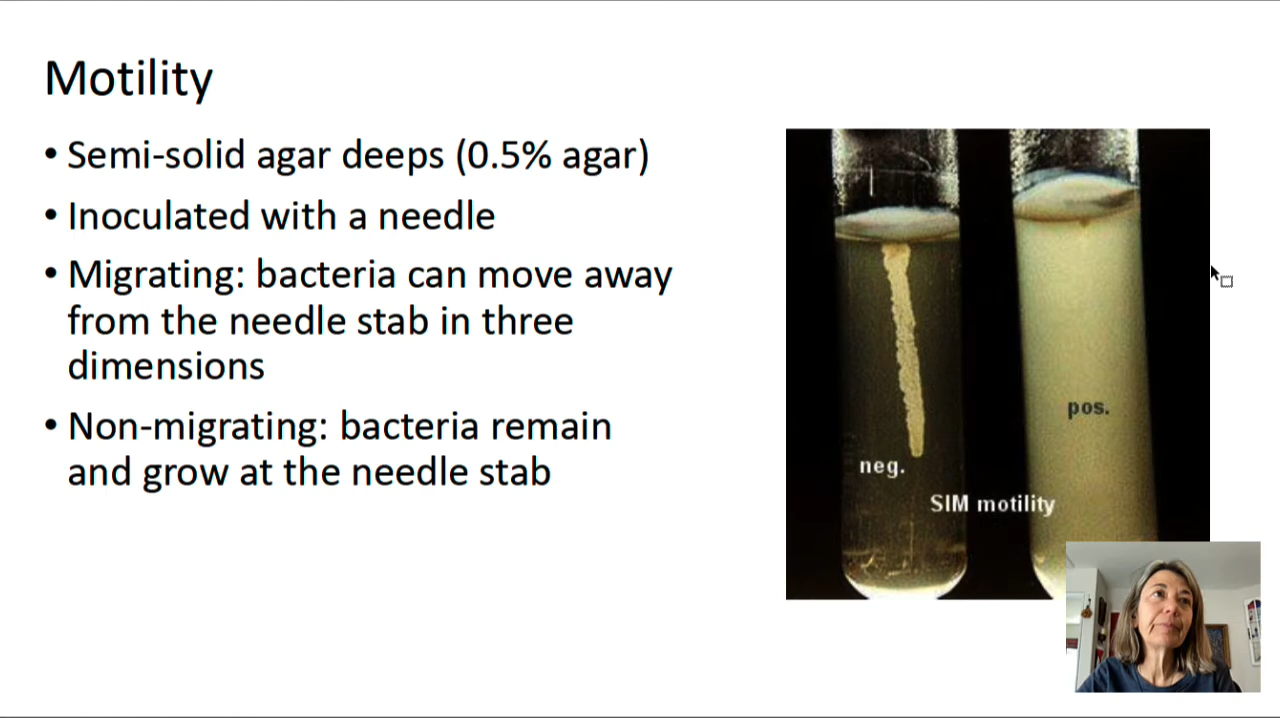 Motility
• Semi-solid agar deeps (0.5% agar)
• Inoculated with a needle
• Migrating: bacteria can move away
from the needle stab in three
dimensions
• Non-migrating: bacteria remain
and grow at the needle stab
pos.
neg.
SIM motility